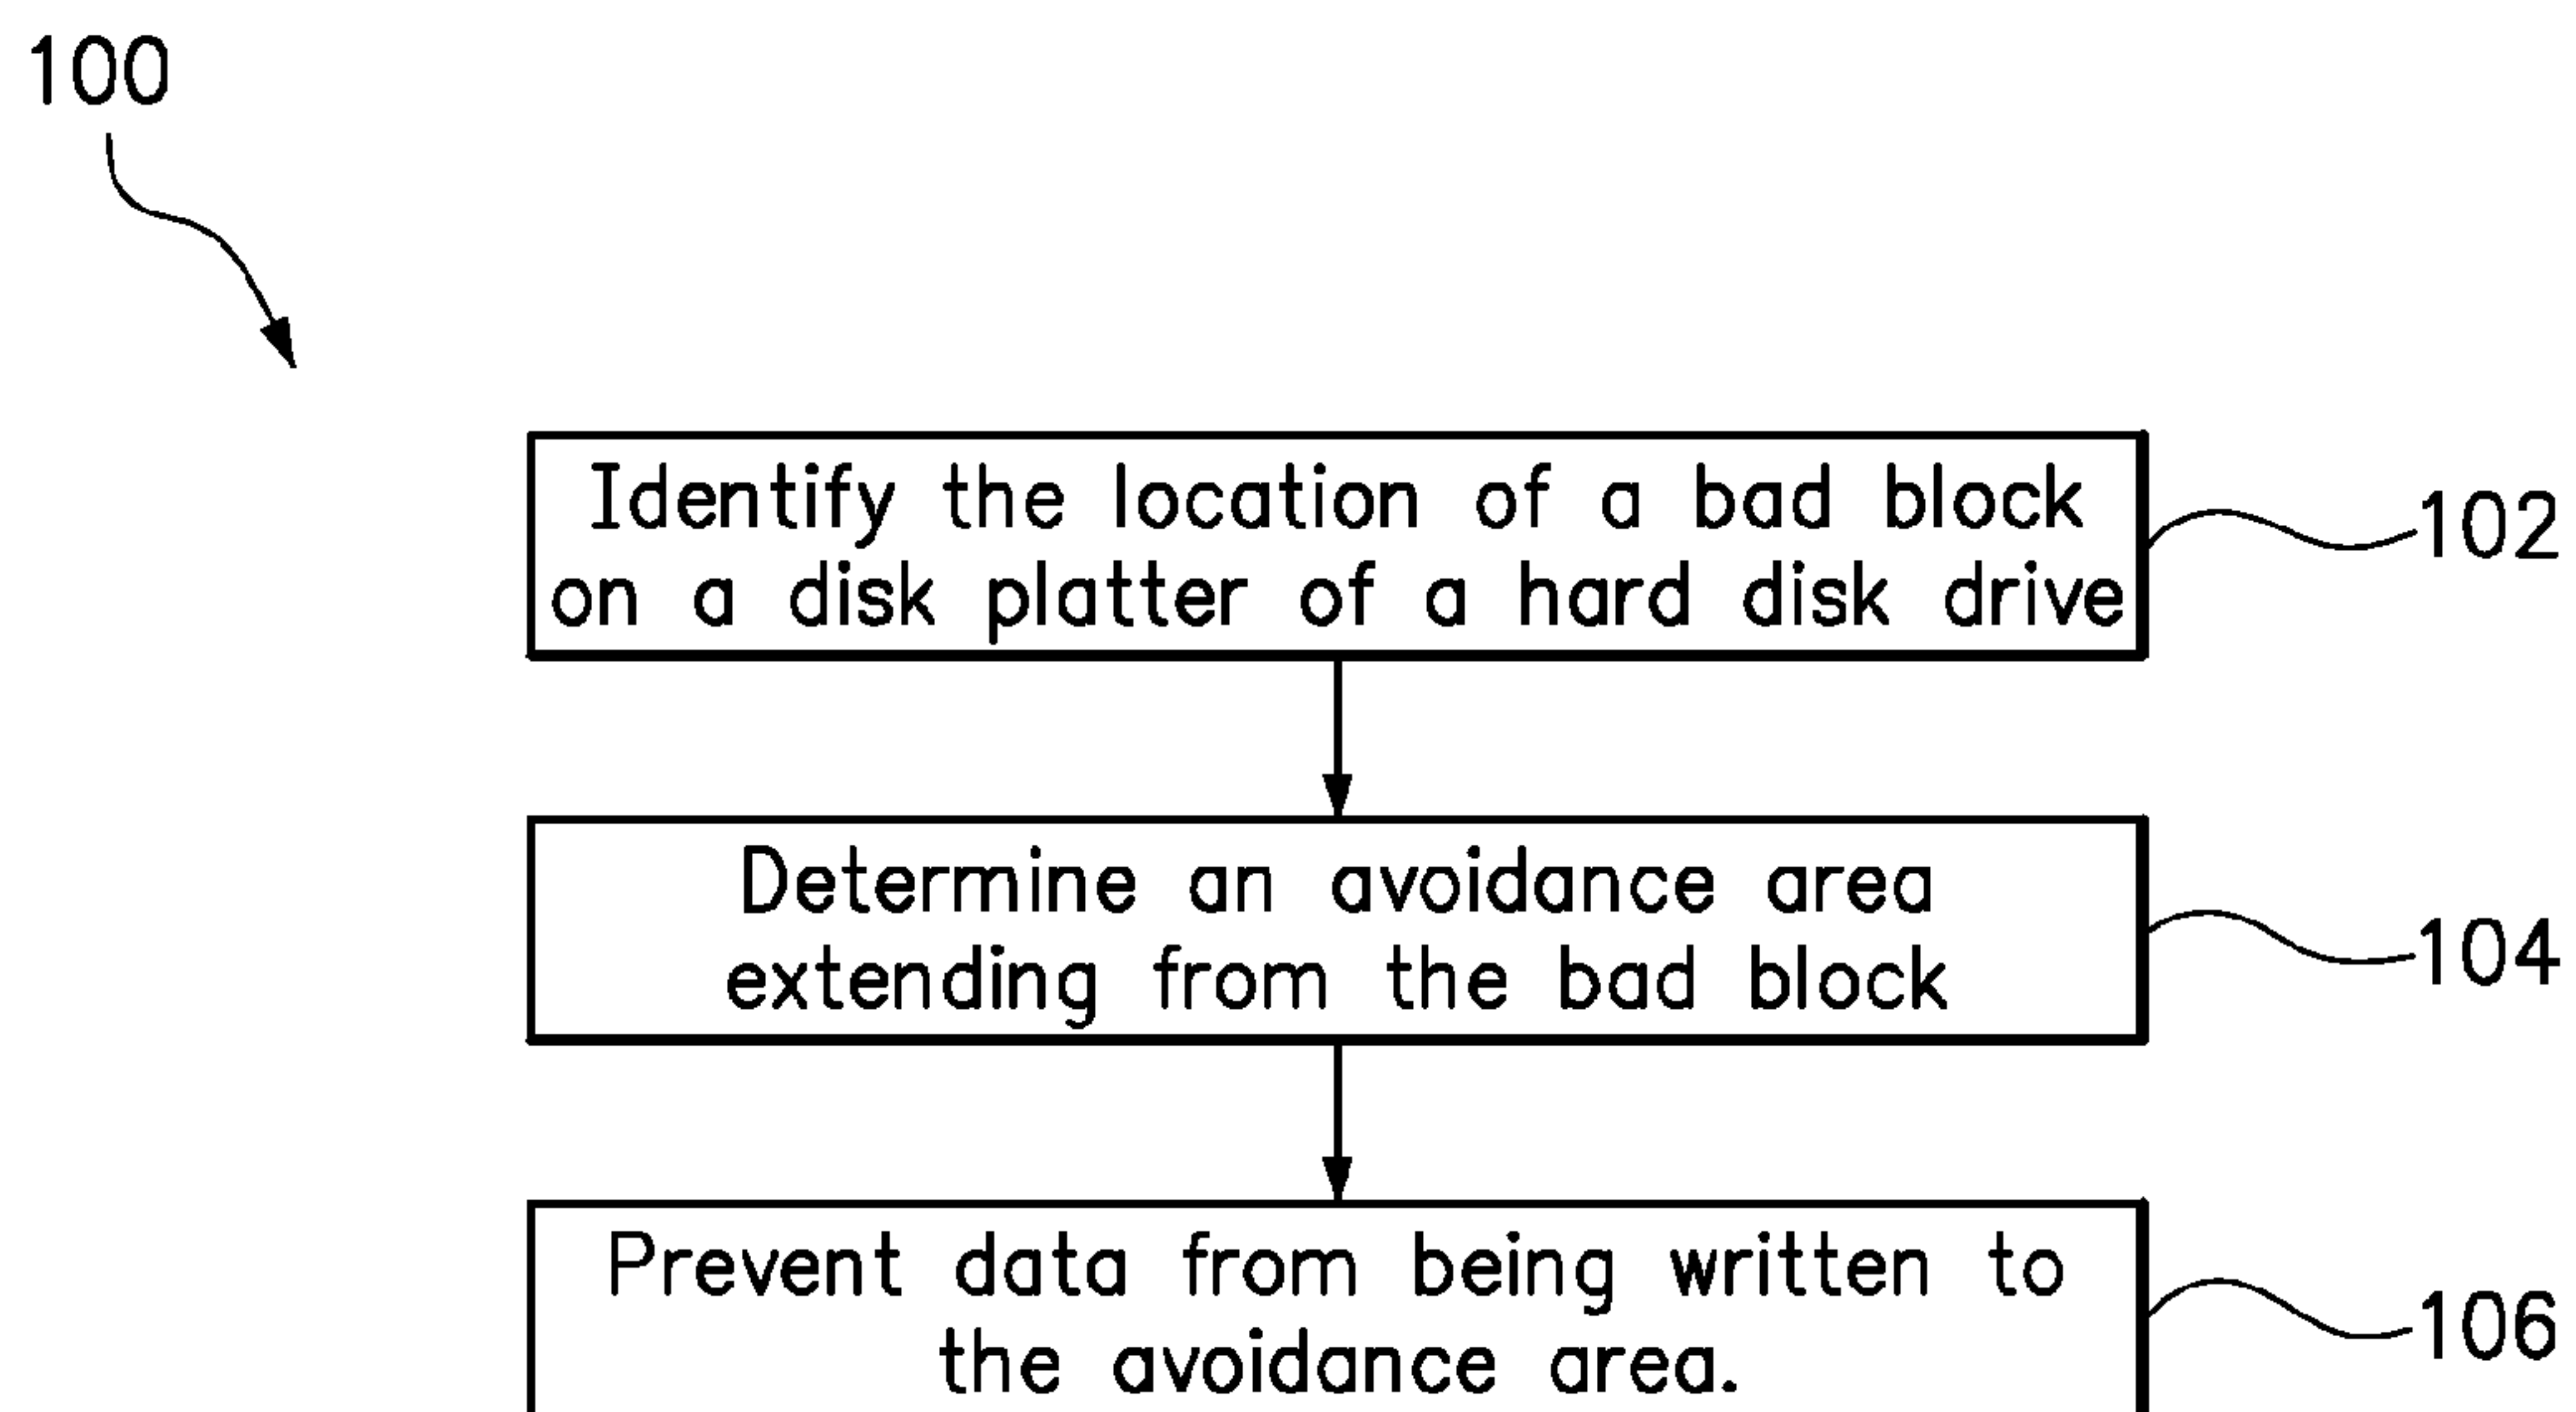 100
Identify the location of a bad block
on a disk platter of a hard disk drive
102
Determine an avoidance area
extending from the bad block
104
Prevent data from being written to
the avoidance area.
106